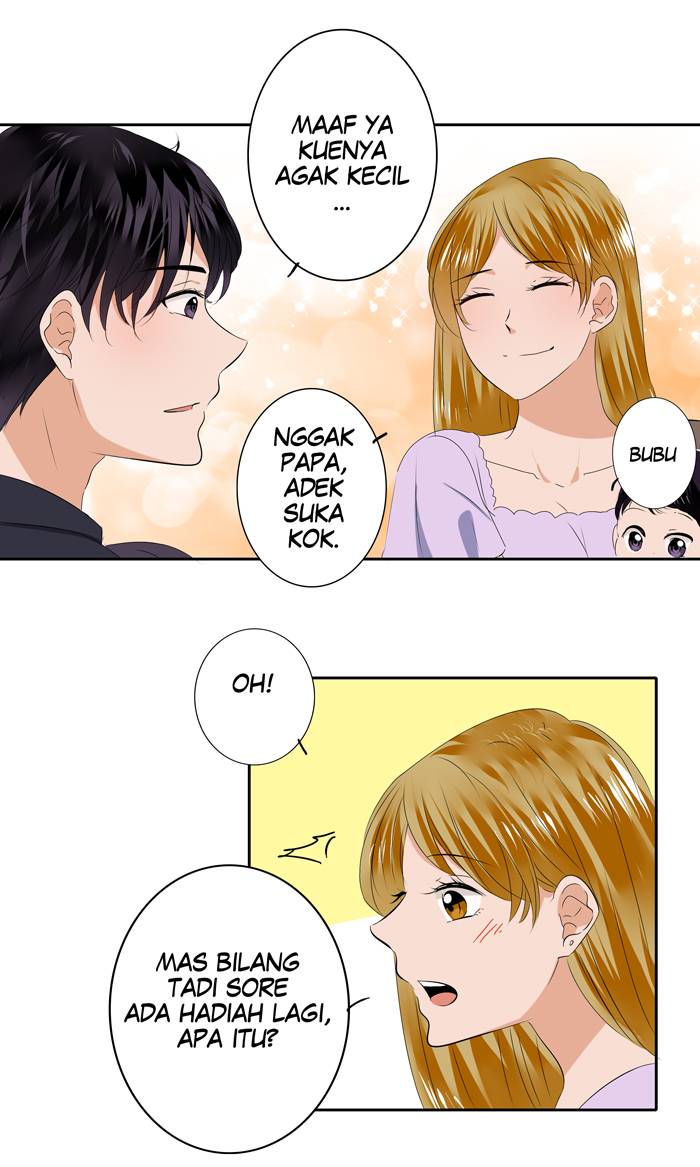 MAAF YA
KUENYA
AGAK KECIL
...
NGGAK
PAPA,
ADEK
SUKA
KOK.
BUBU
OH!
MAS BILANG
TADI SORE
ADA HADIAH LAGI,
APA ITU?